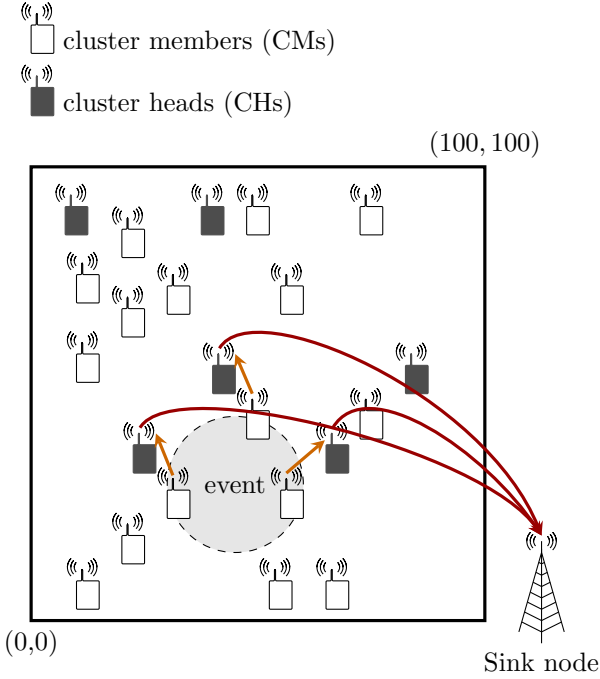 cluster members (CMs)
cluster heads (CHs)
(100, 100)
event
(0,0)
Sink node